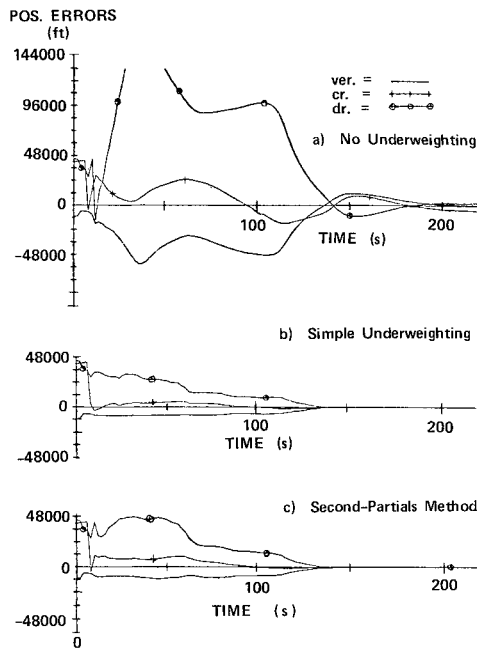 POS. ERRORS
(ft)
144000
96000
48000
0
-48000
ver. =
cr. =
dr. =
a) No Underweighting
100
200
TIME (s)
b) Simple Underweighting
48000
0
-48000
100
200
TIME (s)
c) Second-Partials Method
48000
0
-48000
0
100
200
TIME (s)